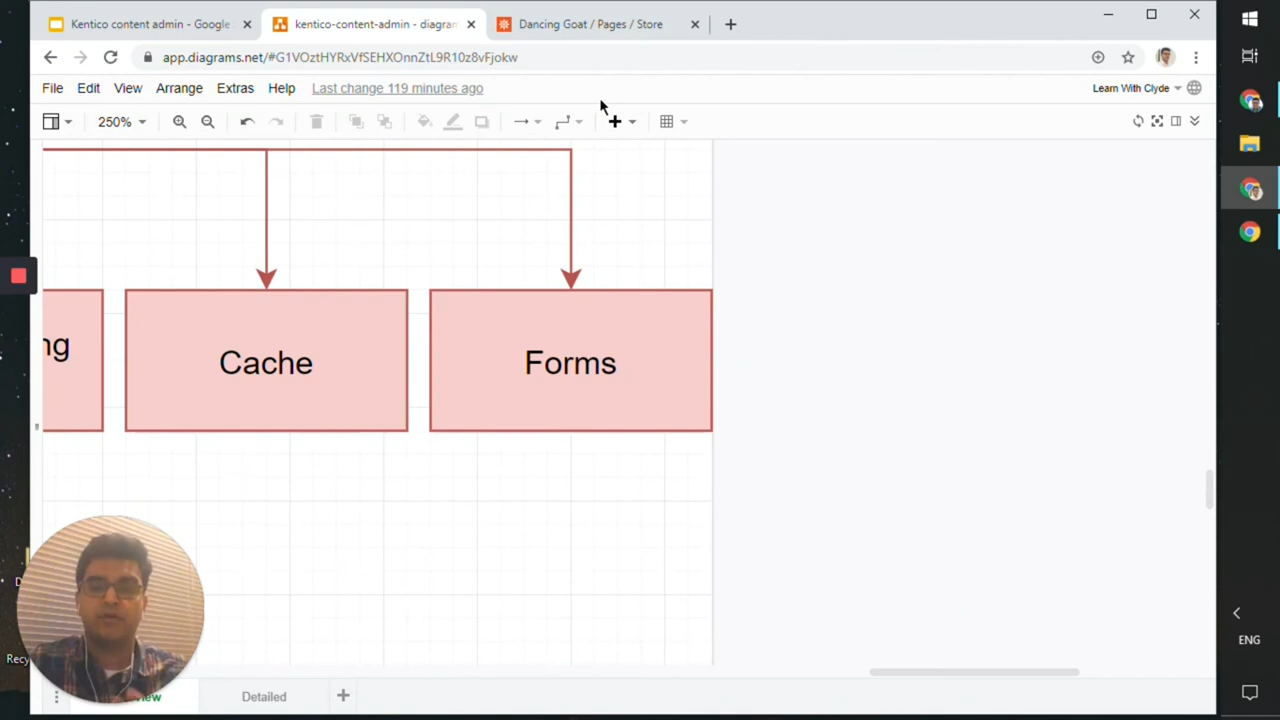 Kentico content admin - Google
kentico-content-admin - diagram
Dancing Goat / Pages / Store
app.diagrams.net/#G1VOztHYRxVfSEHXOnnZtL9R10z8vFjokw
File Edit View Arrange Extras Help Last change 119 minutes ago
Learn With Clyde
250%
ng
Cache
Forms
Detailed
ENG